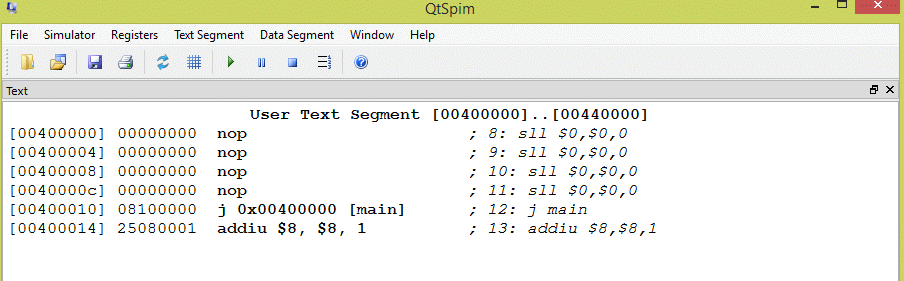 QtSpim
File Simulator Registers Text Segment Data Segment Window Help
Text
User Text Segment [00400000]..[00440000]
[00400000] 00000000 nop ; 8: sll $0,$0,0
[00400004] 00000000 nop ; 9: sll $0,$0,0
[00400008] 00000000 nop ; 10: sll $0,$0,0
[0040000c] 00000000 nop ; 11: sll $0,$0,0
[00400010] 08100000 j 0x00400000 [main] ; 12: j main
[00400014] 25080001 addiu $8, $8, 1 ; 13: addiu $8,$8,1